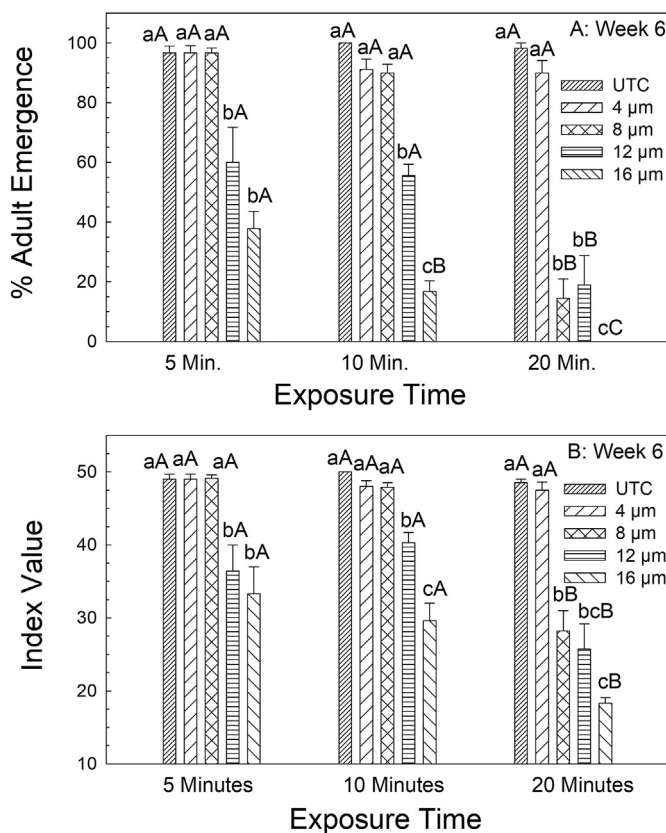 A: Week 6
% Adult Emergence
100
80
60
40
20
0
aA aA aA bA bA
aA aA aA bA cB
aA aA bB bB cC
UTC
4 µm
8 µm
12 µm
16 µm
5 Min. 10 Min. 20 Min.
Exposure Time
B: Week 6
Index Value
50
40
30
20
10
aA aA aA bA bA
aA aA aA bA cA
aA aA bB bcB cB
UTC
4 µm
8 µm
12 µm
16 µm
5 Minutes 10 Minutes 20 Minutes
Exposure Time